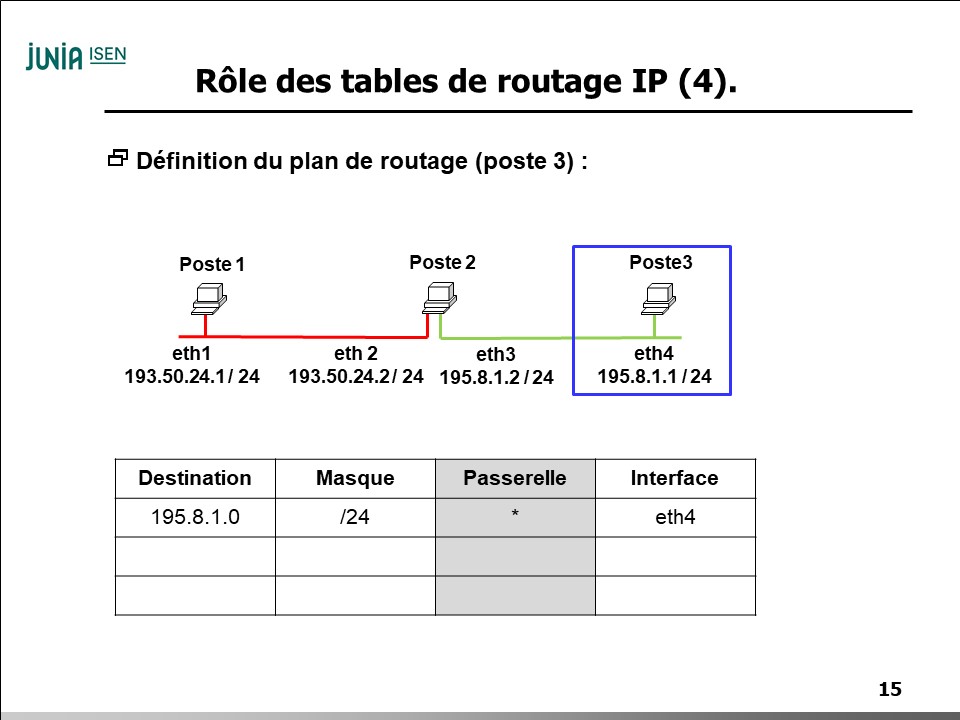 JUNIA ISEN
Rôle des tables de routage IP (4).
Définition du plan de routage (poste 3) :
Poste 1 Poste 2 Poste3
eth1 eth 2 eth3 eth4
193.50.24.1 / 24 193.50.24.2 / 24 195.8.1.2 / 24 195.8.1.1 / 24
Destination Masque Passerelle Interface
195.8.1.0 /24 * eth4
15